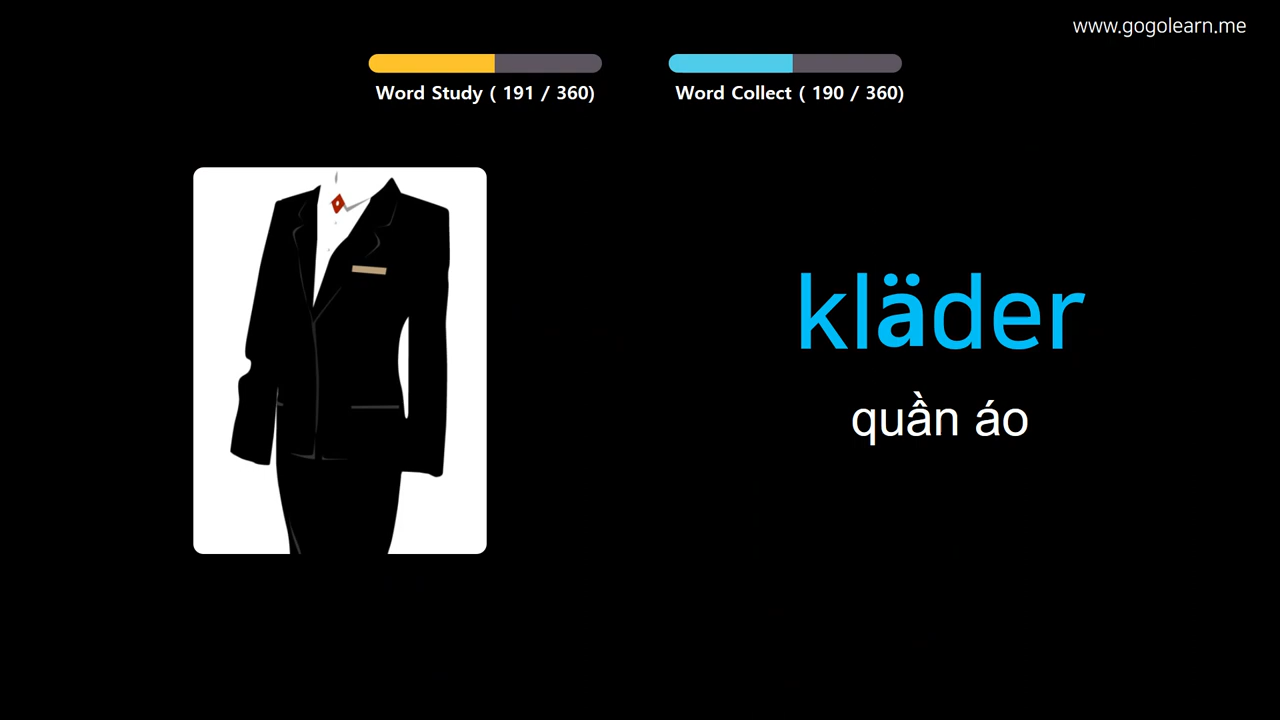 www.gogolearn.me
Word Study ( 191 / 360)
Word Collect ( 190 / 360)
kläder
quần áo